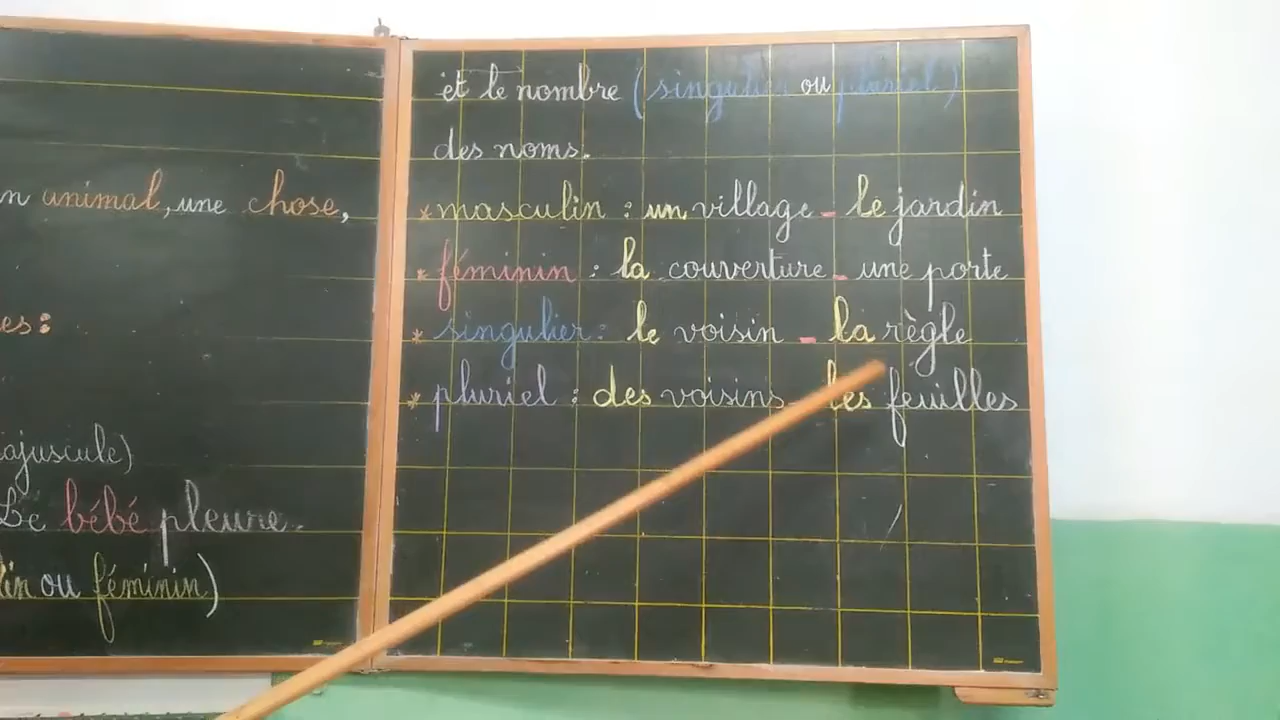 animal, une chose,
es:
ajuscule)
Le bébé pleure.
in ou féminin)
et le nombre (singulier ou pluriel)
des noms.
* masculin : un village - le jardin
* féminin : la couverture - une porte
* singulier : le voisin - la règle
* pluriel : des voisins les feuilles